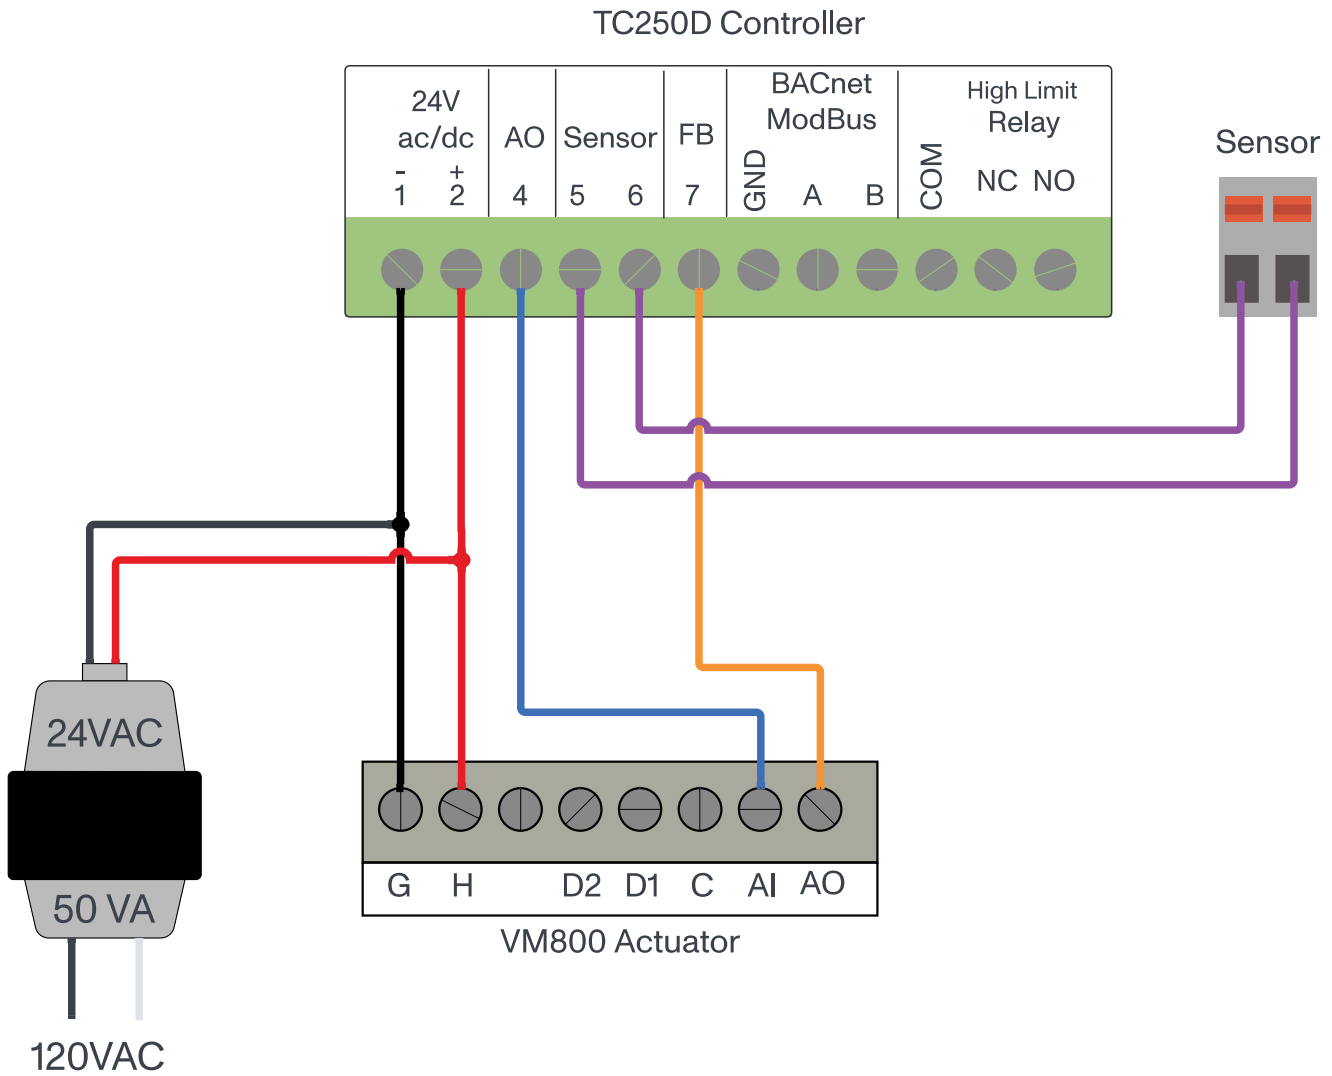 TC250D Controller
24V
ac/dc
- +
1 2
AO
4
Sensor
5 6
FB
7
BACnet
ModBus
GND A B
COM
High Limit
Relay
NC NO
Sensor
24VAC
50 VA
120VAC
G H D2 D1 C AI AO
VM800 Actuator